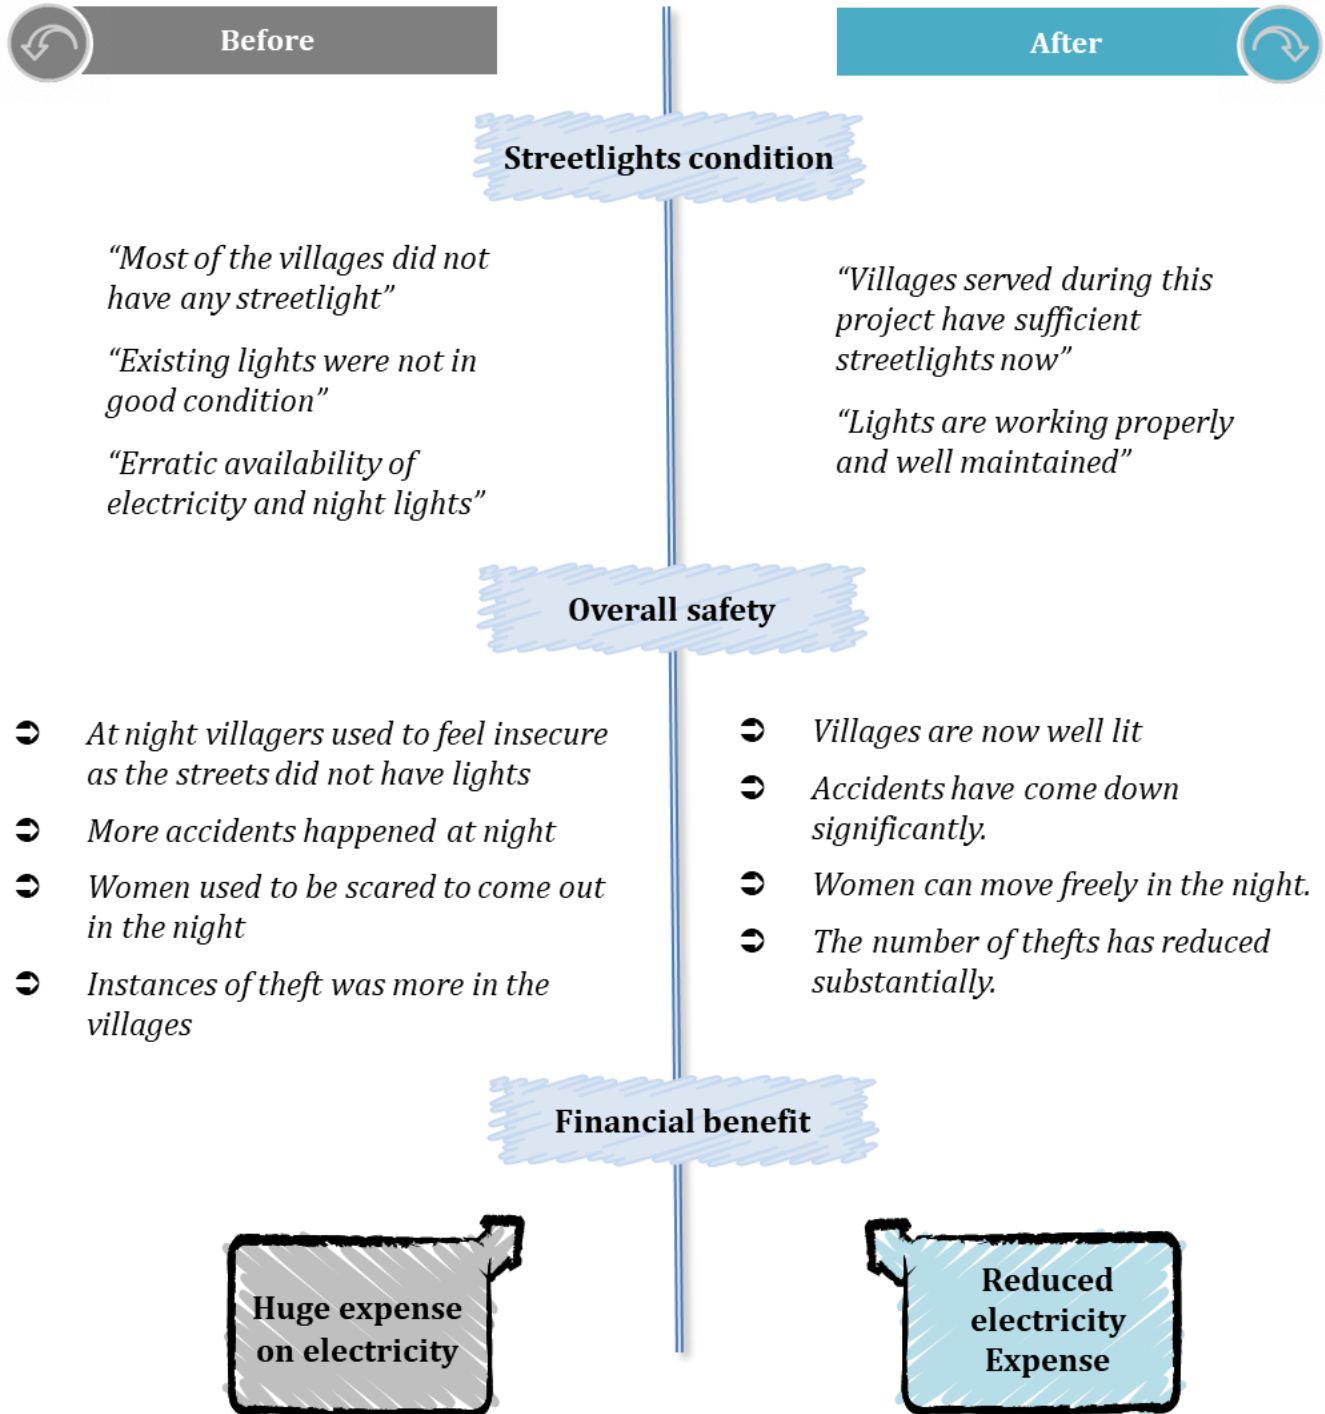 Before
After
Streetlights condition
“Most of the villages did not
have any streetlight”
“Existing lights were not in
good condition”
“Erratic availability of
electricity and night lights”
“Villages served during this
project have sufficient
streetlights now”
“Lights are working properly
and well maintained”
Overall safety
At night villagers used to feel insecure
as the streets did not have lights
More accidents happened at night
Women used to be scared to come out
in the night
Instances of theft was more in the
villages
Villages are now well lit
Accidents have come down
significantly.
Women can move freely in the night.
The number of thefts has reduced
substantially.
Financial benefit
Huge expense
on electricity
Reduced
electricity
Expense